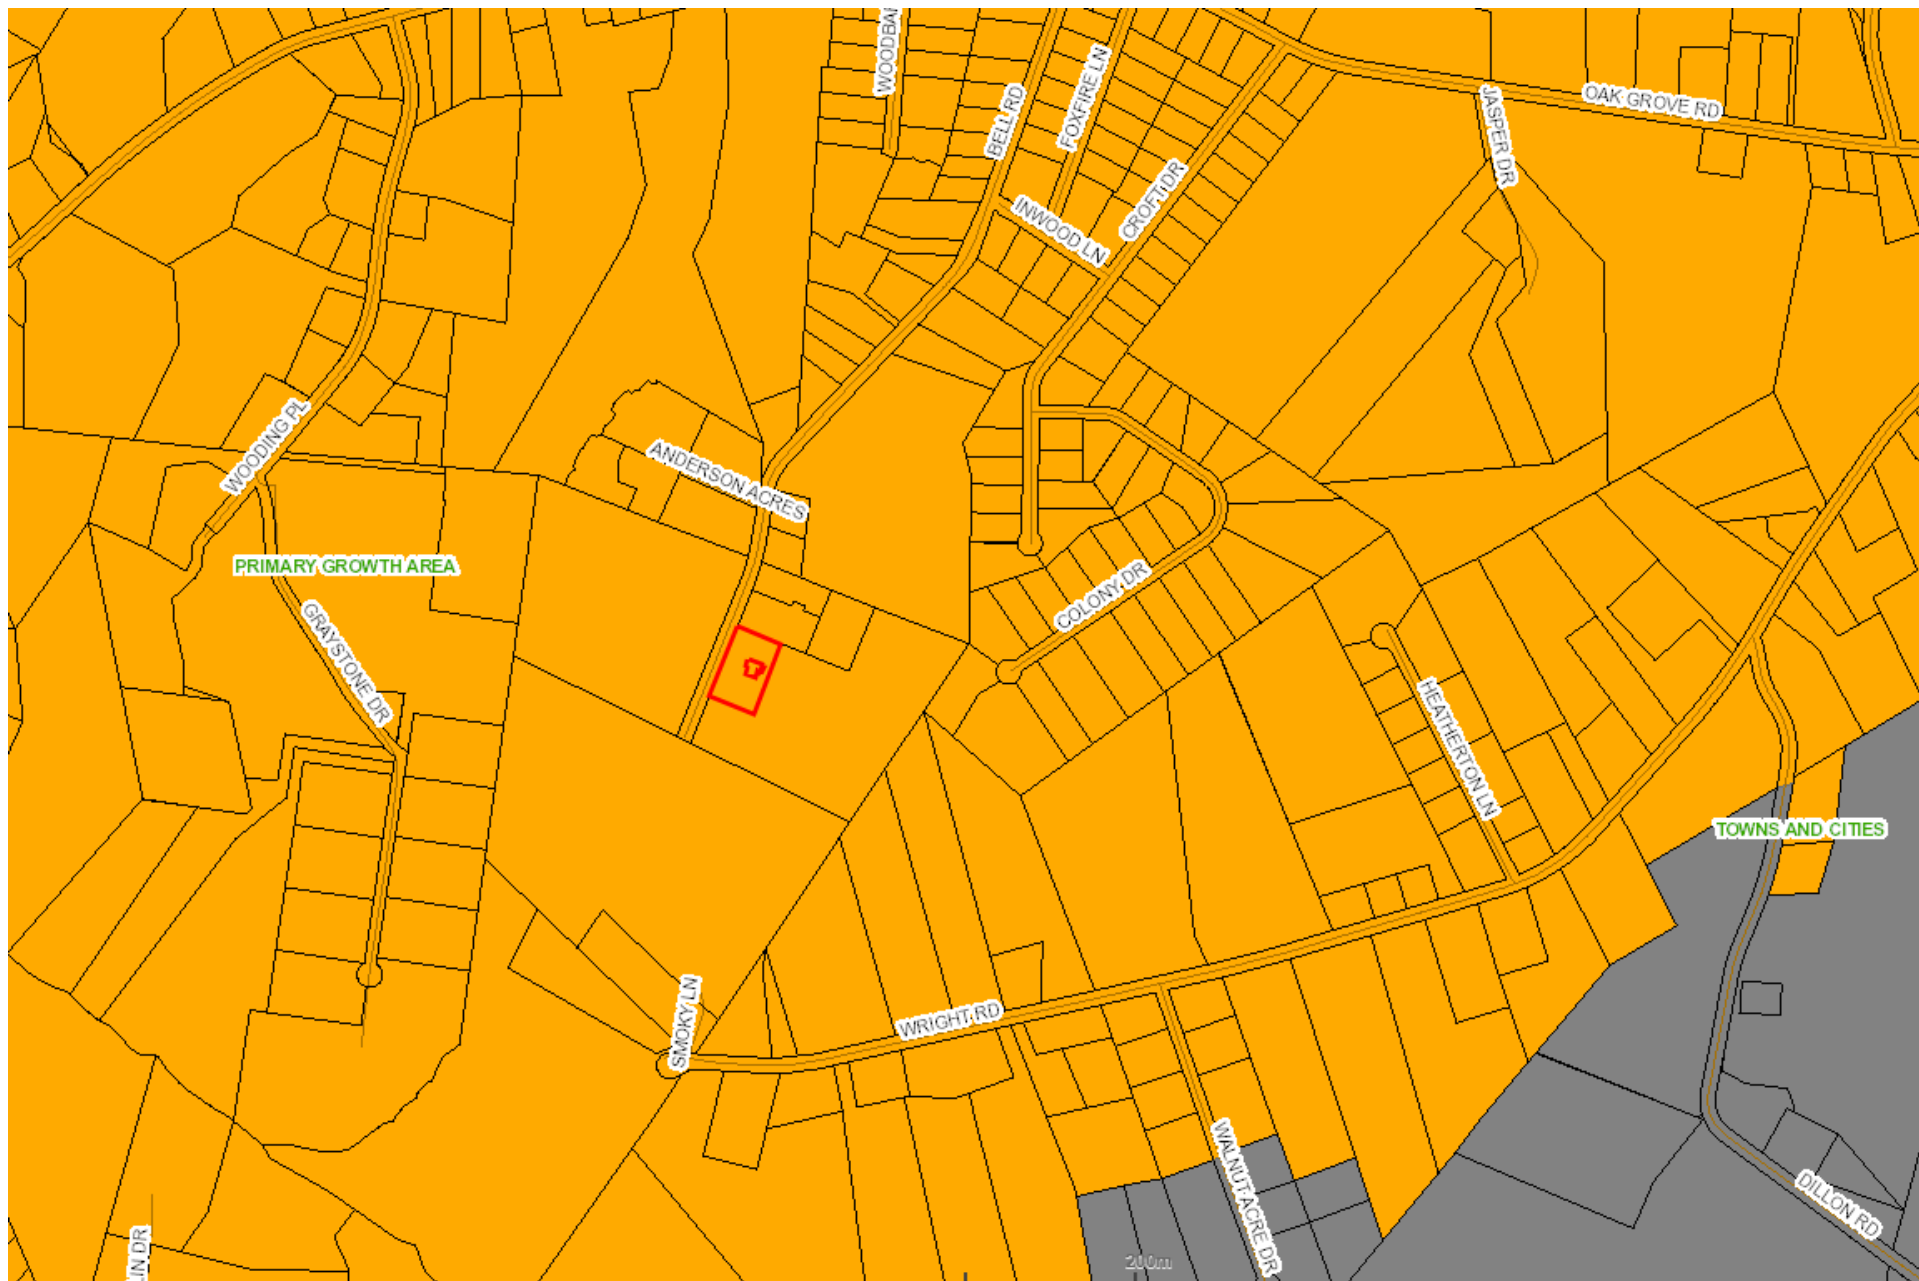 FOXFIRE LN
BELL RD
OAK GROVE RD
JASPER DR
CROFT DR
INWOOD LN
WOODING PL
ANDERSON ACRES
PRIMARY GROWTH AREA
COLONY DR
GRAYSTONE DR
HEATHERTON LN
TOWNS AND CITIES
SMOKY LN
WRIGHT RD
WALNUT ACRE DR
DILLON RD
DR
200m